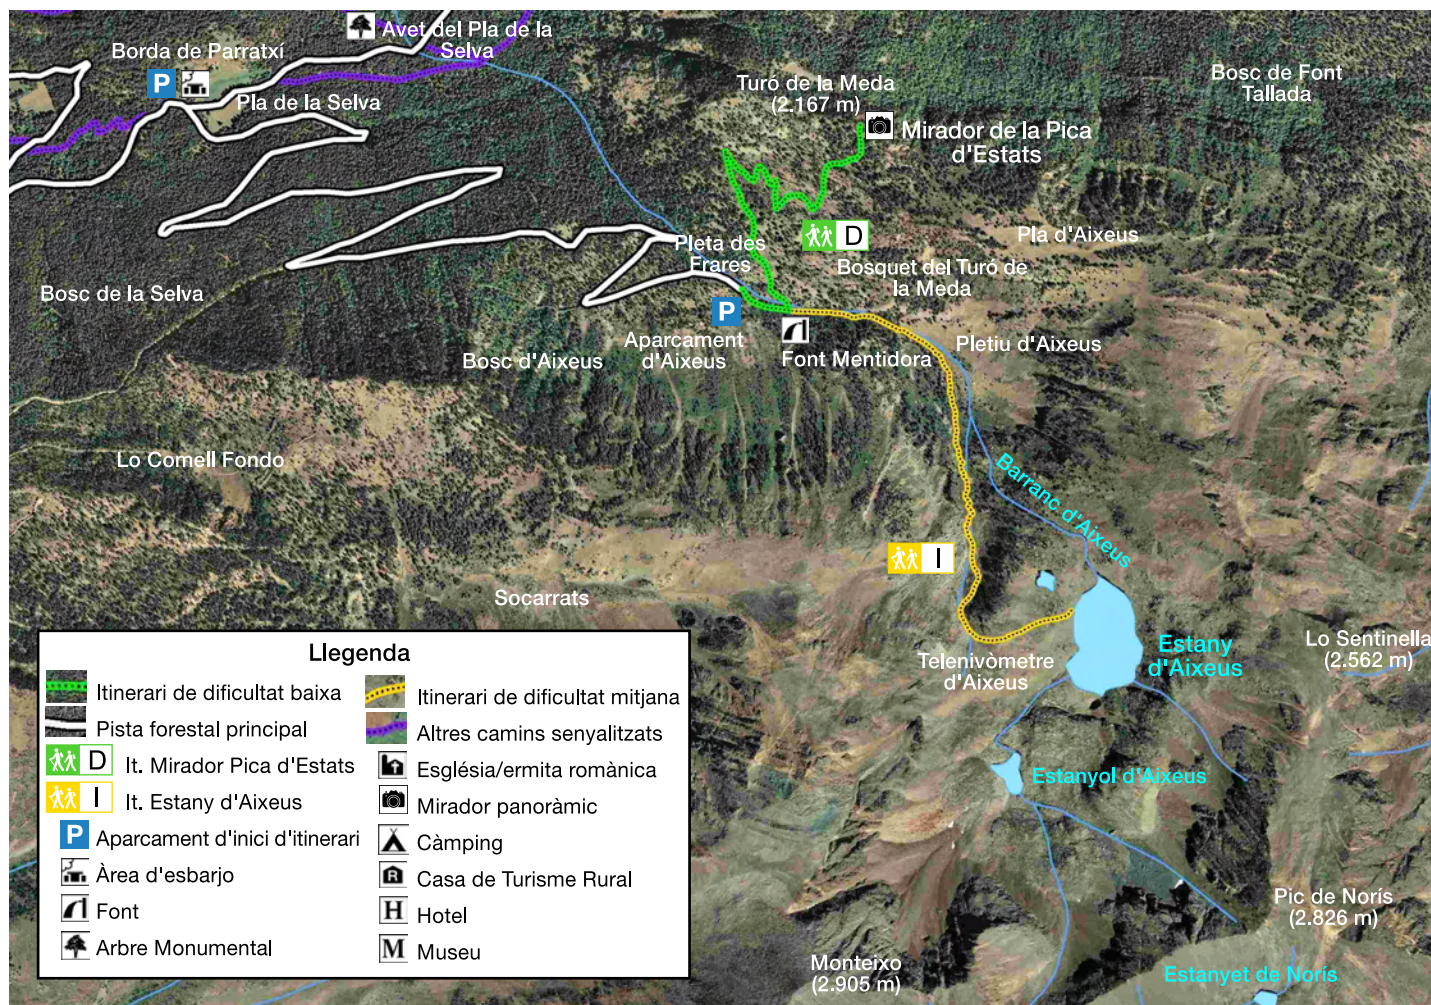 Avet del Pla de la
Selva
Borda de Parratxí
P
Pla de la Selva
Turó de la Meda
(2.167 m)
Bosc de Font
Tallada
Mirador de la Pica
d'Estats
D
Pla d'Aixeus
Pleta des
Frares
Bosquet del Turó de
la Meda
Bosc de la Selva
P
Aparcament
d'Aixeus
Bosc d'Aixeus
Font Mentidora
Pletiu d'Aixeus
Lo Comell Fondo
Barranc d'Aixeus
I
Socarrats
Estany
d'Aixeus
Lo Sentinella
(2.562 m)
Telenivòmetre
d'Aixeus
Estanyol d'Aixeus
Pic de Norís
(2.826 m)
Monteixo
(2.905 m)
Estanyet de Norís
Llegenda
Itinerari de dificultat baixa
Pista forestal principal
D It. Mirador Pica d'Estats
I It. Estany d'Aixeus
P Aparcament d'inici d'itinerari
Àrea d'esbarjo
Font
Arbre Monumental
Itinerari de dificultat mitjana
Altres camins senyalitzats
Església/ermita romànica
Mirador panoràmic
Càmping
R Casa de Turisme Rural
H Hotel
M Museu